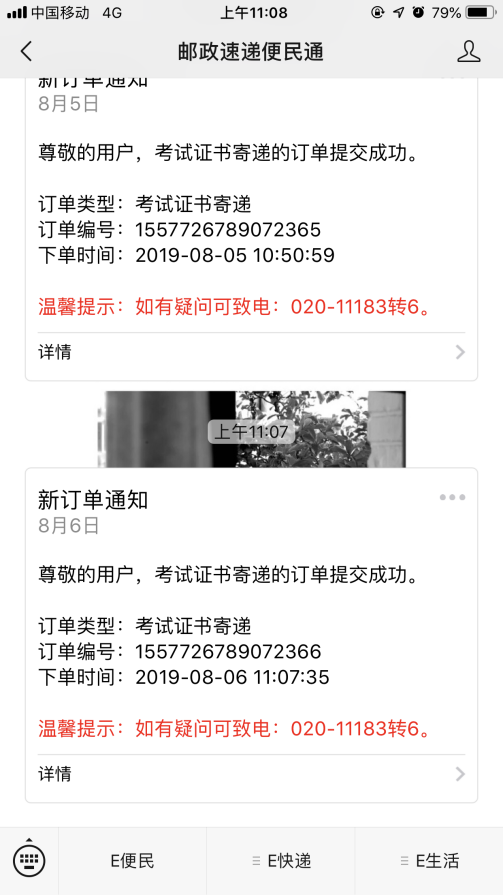 中国移动 4G 上午11:08 79%
邮政速递便民通
新订单通知
8月5日
尊敬的用户，考试证书寄递的订单提交成功。
订单类型：考试证书寄递
订单编号：1557726789072365
下单时间：2019-08-05 10:50:59
温馨提示：如有疑问可致电：020-11183转6。
详情
上午11:07
新订单通知
8月6日
尊敬的用户，考试证书寄递的订单提交成功。
订单类型：考试证书寄递
订单编号：1557726789072366
下单时间：2019-08-06 11:07:35
温馨提示：如有疑问可致电：020-11183转6。
详情
E便民 E快递 E生活